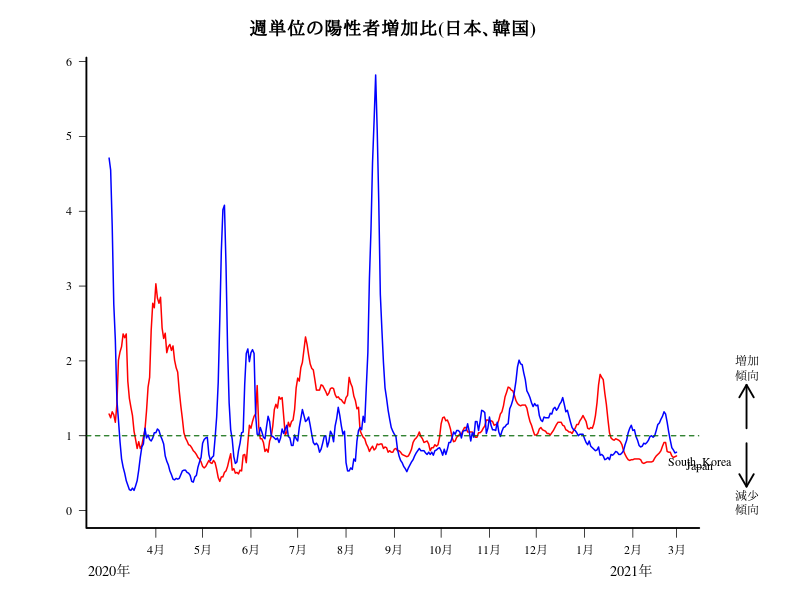 週単位の陽性者増加比(日本､韓国)
6
5
4
3
2
1
0
増加
傾向
South_Korea
Japan
減少
傾向
4月 5月 6月 7月 8月 9月 10月 11月 12月 1月 2月 3月
2020年 2021年